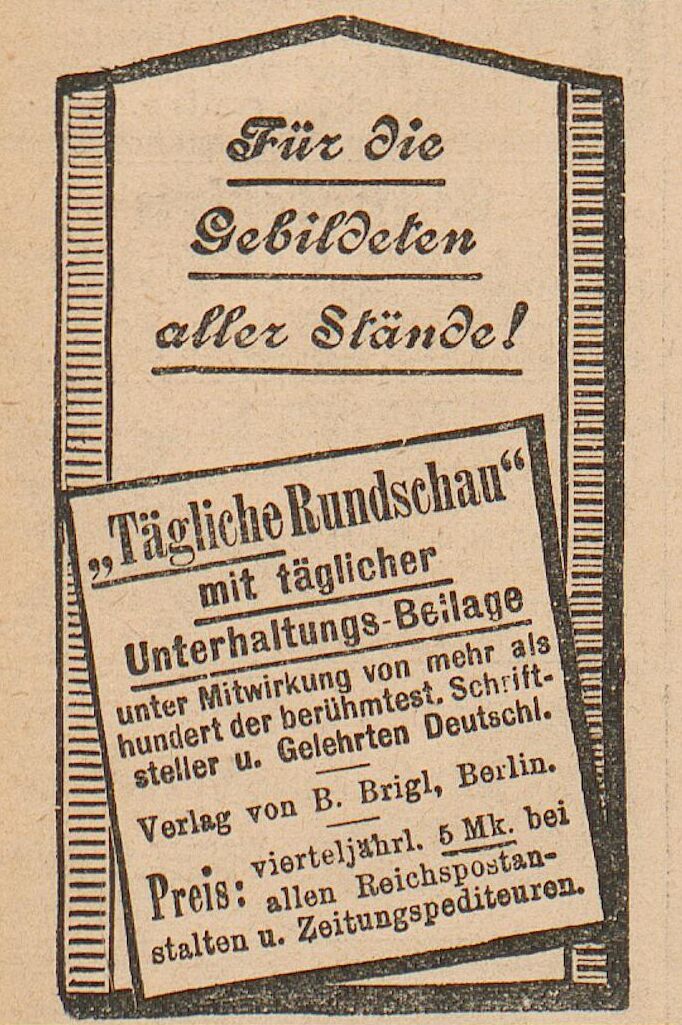 Für die
Gebildeten
aller Stände!
„Tägliche Rundschau“
mit täglicher
Unterhaltungs-Beilage
unter Mitwirkung von mehr als
hundert der berühmtest. Schrift-
steller u. Gelehrten Deutschl.
Verlag von B. Brigl, Berlin.
Preis: vierteljährl. 5 Mk. bei
allen Reichspostan-
stalten u. Zeitungspediteuren.